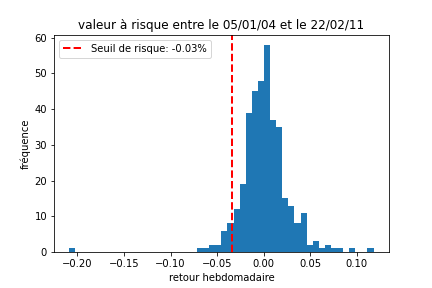 valeur à risque entre le 05/01/04 et le 22/02/11
Seuil de risque: -0.03%
fréquence
60
50
40
30
20
10
0
−0.20 −0.15 −0.10 −0.05 0.00 0.05 0.10
retour hebdomadaire